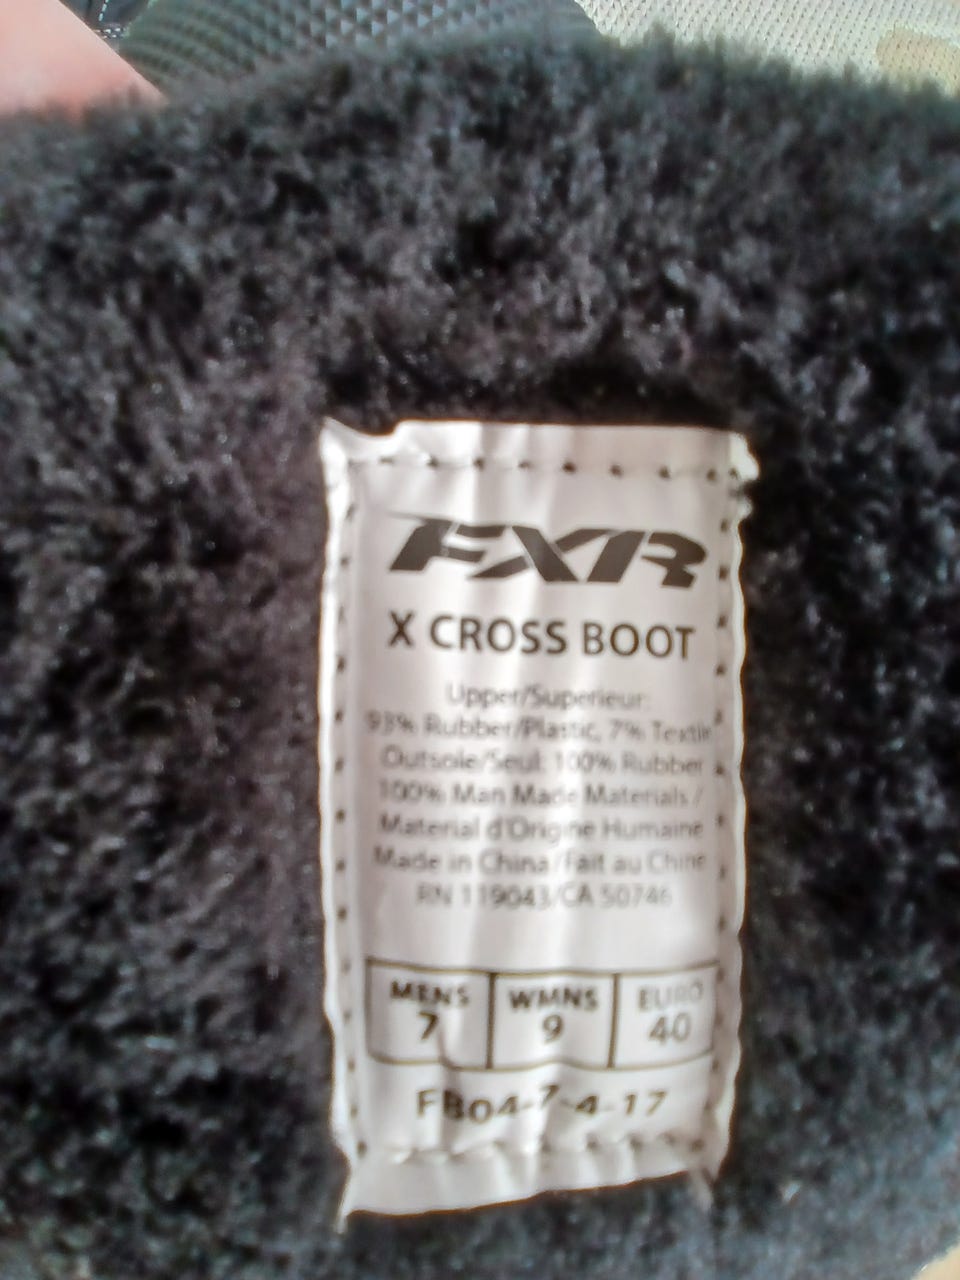 FXR
X CROSS BOOT
Upper/Superieur:
93% Rubber/Plastic, 7% Textile
Outsole/Seul: 100% Rubber
100% Man Made Materials /
Material d'Origine Humaine
Made in China /Fait au Chine
RN 119043/CA 50746
MENS WMNS EURO
7 9 40
FB04-7-4-17